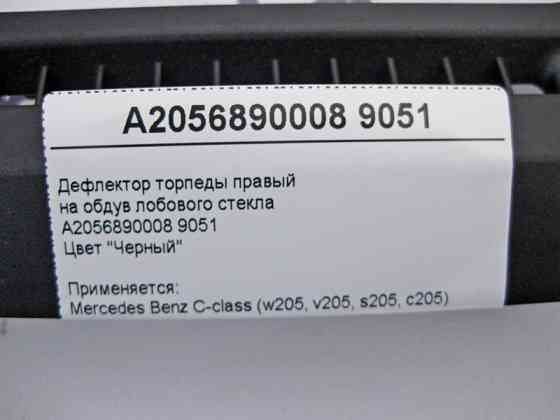 A2056890008 9051
Дефлектор торпеды правый
на обдув лобового стекла
A2056890008 9051
Цвет "Черный"
Применяется:
Mercedes Benz C-class (w205, v205, s205, c205)